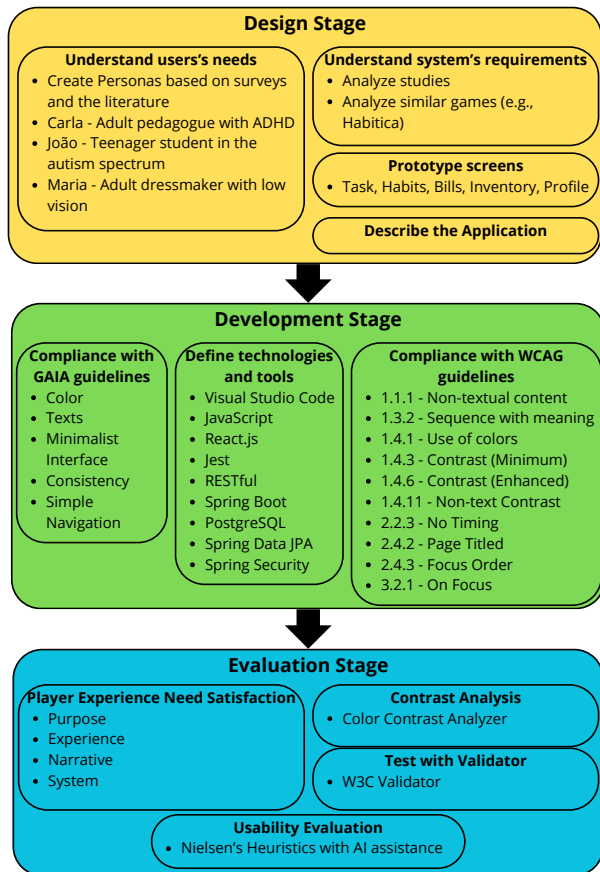 Design Stage
Understand users's needs
• Create Personas based on surveys
and the literature
• Carla - Adult pedagogue with ADHD
• João - Teenager student in the
autism spectrum
• Maria - Adult dressmaker with low
vision
Understand system's requirements
• Analyze studies
• Analyze similar games (e.g.,
Habitica)
Prototype screens
• Task, Habits, Bills, Inventory, Profile
Describe the Application
Development Stage
Compliance with
GAIA guidelines
• Color
• Texts
• Minimalist
Interface
• Consistency
• Simple
Navigation
Define technologies
and tools
• Visual Studio Code
• JavaScript
• React.js
• Jest
• RESTful
• Spring Boot
• PostgreSQL
• Spring Data JPA
• Spring Security
Compliance with WCAG
guidelines
• 1.1.1 - Non-textual content
• 1.3.2 - Sequence with meaning
• 1.4.1 - Use of colors
• 1.4.3 - Contrast (Minimum)
• 1.4.6 - Contrast (Enhanced)
• 1.4.11 - Non-text Contrast
• 2.2.3 - No Timing
• 2.4.2 - Page Titled
• 2.4.3 - Focus Order
• 3.2.1 - On Focus
Evaluation Stage
Player Experience Need Satisfaction
• Purpose
• Experience
• Narrative
• System
Contrast Analysis
• Color Contrast Analyzer
Test with Validator
• W3C Validator
Usability Evaluation
• Nielsen's Heuristics with AI assistance